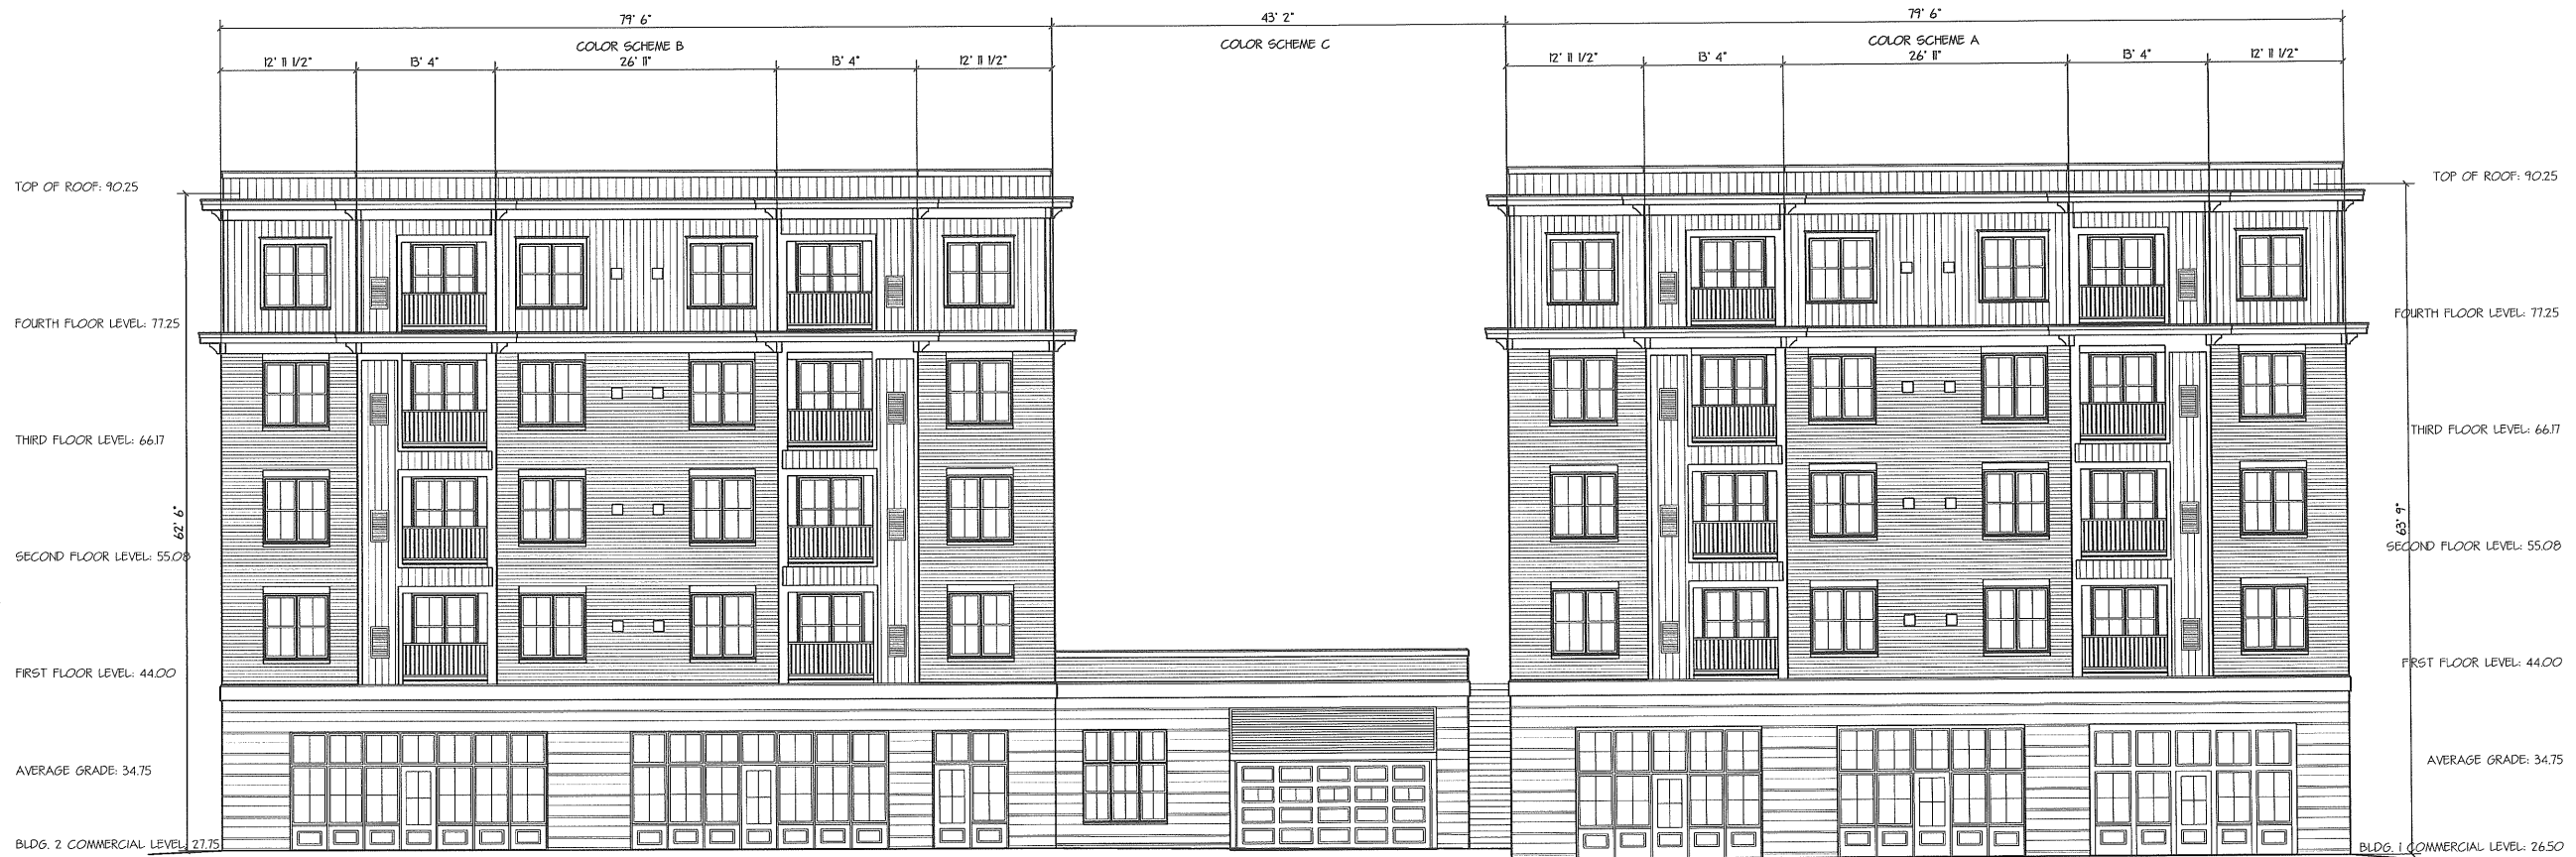 79' 6" 43' 2" 79' 6"
COLOR SCHEME B COLOR SCHEME C COLOR SCHEME A
12' 11 1/2" 13' 4" 26' 11" 13' 4" 12' 11 1/2" 12' 11 1/2" 13' 4" 26' 11" 13' 4" 12' 11 1/2"
TOP OF ROOF: 90.25 TOP OF ROOF: 90.25
FOURTH FLOOR LEVEL: 77.25 FOURTH FLOOR LEVEL: 77.25
THIRD FLOOR LEVEL: 66.17 THIRD FLOOR LEVEL: 66.17
62' 6" 63' 9"
SECOND FLOOR LEVEL: 55.08 SECOND FLOOR LEVEL: 55.08
FIRST FLOOR LEVEL: 44.00 FIRST FLOOR LEVEL: 44.00
AVERAGE GRADE: 34.75 AVERAGE GRADE: 34.75
BLDG. 2 COMMERCIAL LEVEL: 27.75 BLDG. 1 COMMERCIAL LEVEL: 26.50